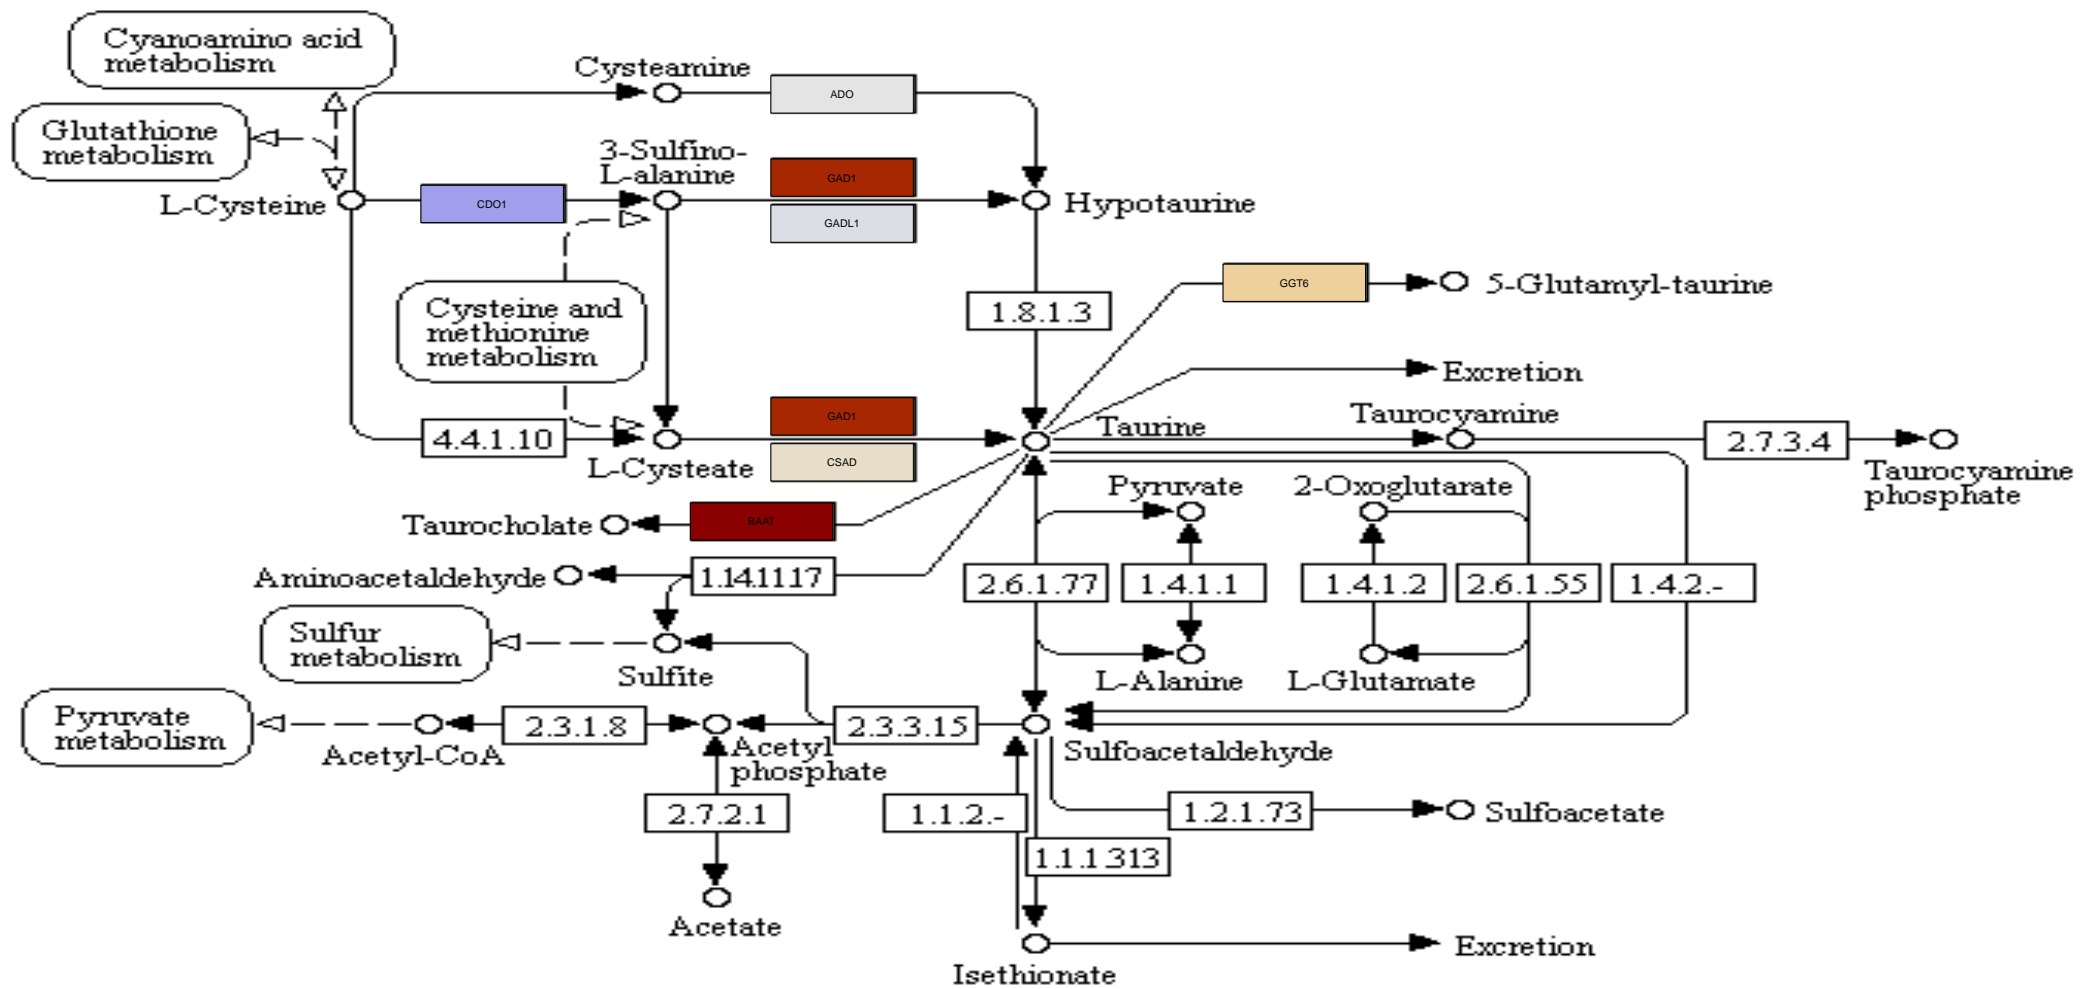 Cyanoamino acid
metabolism
Cysteamine
ADO
Glutathione
metabolism
3-Sulfino-
L-alanine
GAD1
L-Cysteine
CDO1
GADL1
Hypotaurine
GGT6
5-Glutamyl-taurine
Cysteine and
methionine
metabolism
1.8.1.3
Excretion
GAD1
Taurocyamine
4.4.1.10
Taurine
2.7.3.4
L-Cysteate
CSAD
Taurocyamine
phosphate
Pyruvate
2-Oxoglutarate
Taurocholate
BAAT
Aminoacetaldehyde
1.14.11.17
2.6.1.77
1.4.1.1
1.4.1.2
2.6.1.55
1.4.2.-
Sulfur
metabolism
Sulfite
L-Alanine
L-Glutamate
Pyruvate
metabolism
2.3.1.8
2.3.3.15
Acetyl-CoA
Acetyl
phosphate
Sulfoacetaldehyde
2.7.2.1
1.1.2.-
1.2.1.73
Sulfoacetate
1.1.1.313
Acetate
Excretion
Isethionate